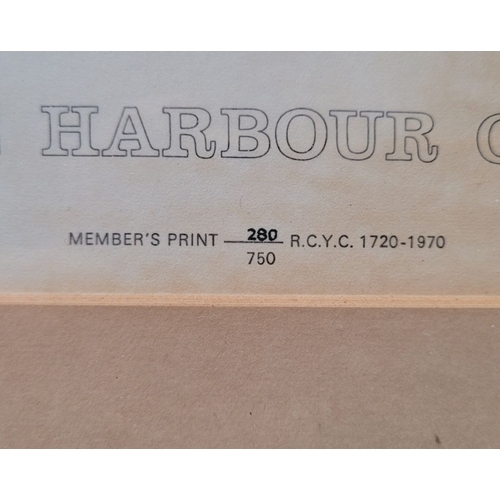 HARBOUR
MEMBER'S PRINT 280 R.C.Y.C. 1720-1970
750